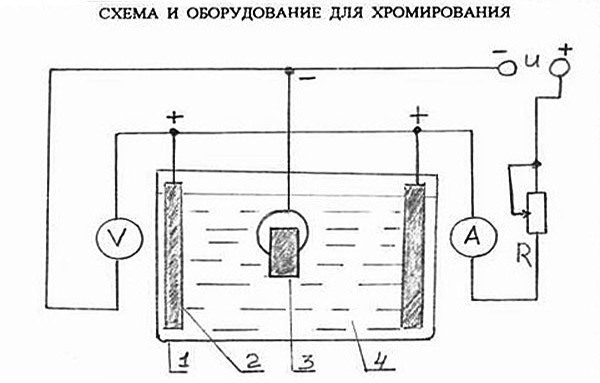 СХЕМА И ОБОРУДОВАНИЕ ДЛЯ ХРОМИРОВАНИЯ
- u +
-
+ +
V A R
1 2 3 4